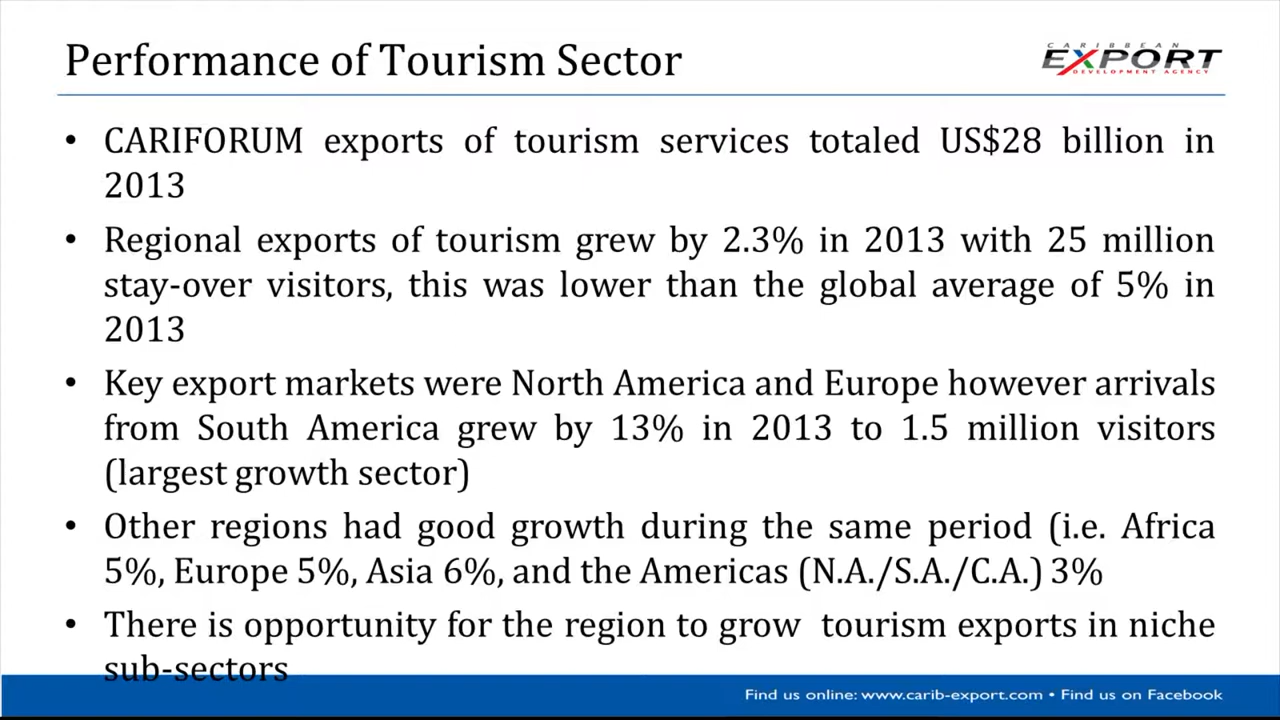 Performance of Tourism Sector
CARIBBEAN
EXPORT
DEVELOPMENT AGENCY
• CARIFORUM exports of tourism services totaled US$28 billion in
2013
• Regional exports of tourism grew by 2.3% in 2013 with 25 million
stay-over visitors, this was lower than the global average of 5% in
2013
• Key export markets were North America and Europe however arrivals
from South America grew by 13% in 2013 to 1.5 million visitors
(largest growth sector)
• Other regions had good growth during the same period (i.e. Africa
5%, Europe 5%, Asia 6%, and the Americas (N.A./S.A./C.A.) 3%
• There is opportunity for the region to grow  tourism exports in niche
sub-sectors
Find us online: www.carib-export.com • Find us on Facebook